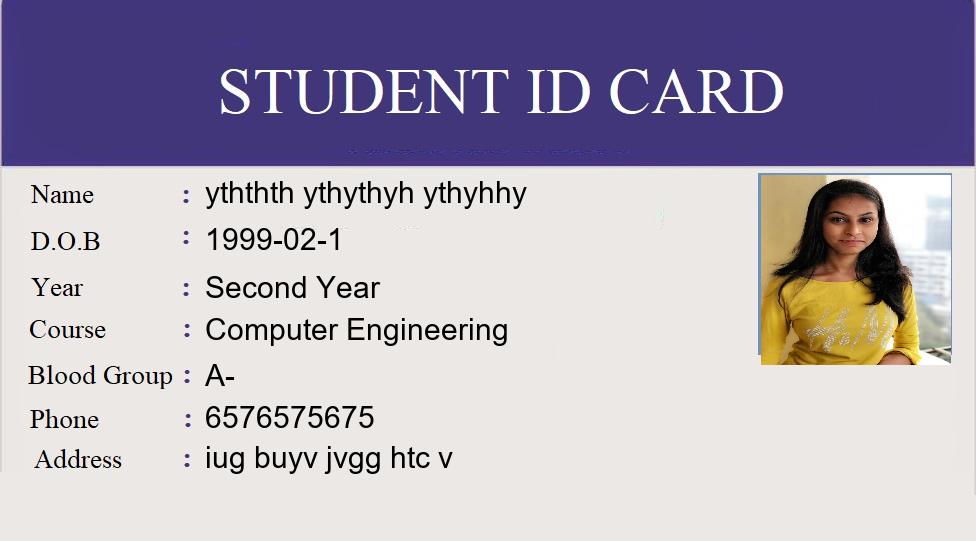 STUDENT ID CARD
Name : yththth ythythyh ythyhhy
D.O.B : 1999-02-1
Year : Second Year
Course : Computer Engineering
Blood Group : A-
Phone : 6576575675
Address : iug buyv jvgg htc v